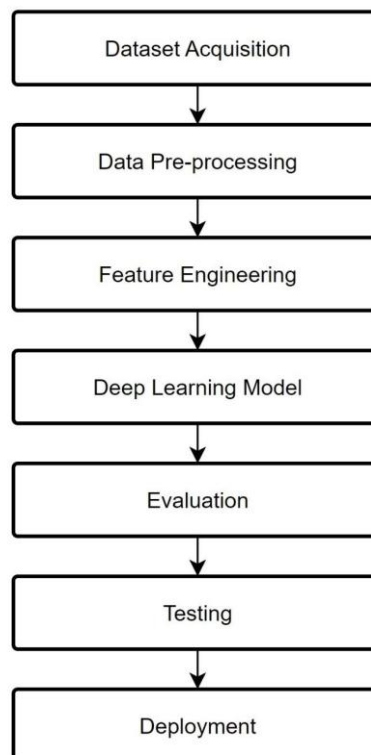 Dataset Acquisition
Data Pre-processing
Feature Engineering
Deep Learning Model
Evaluation
Testing
Deployment